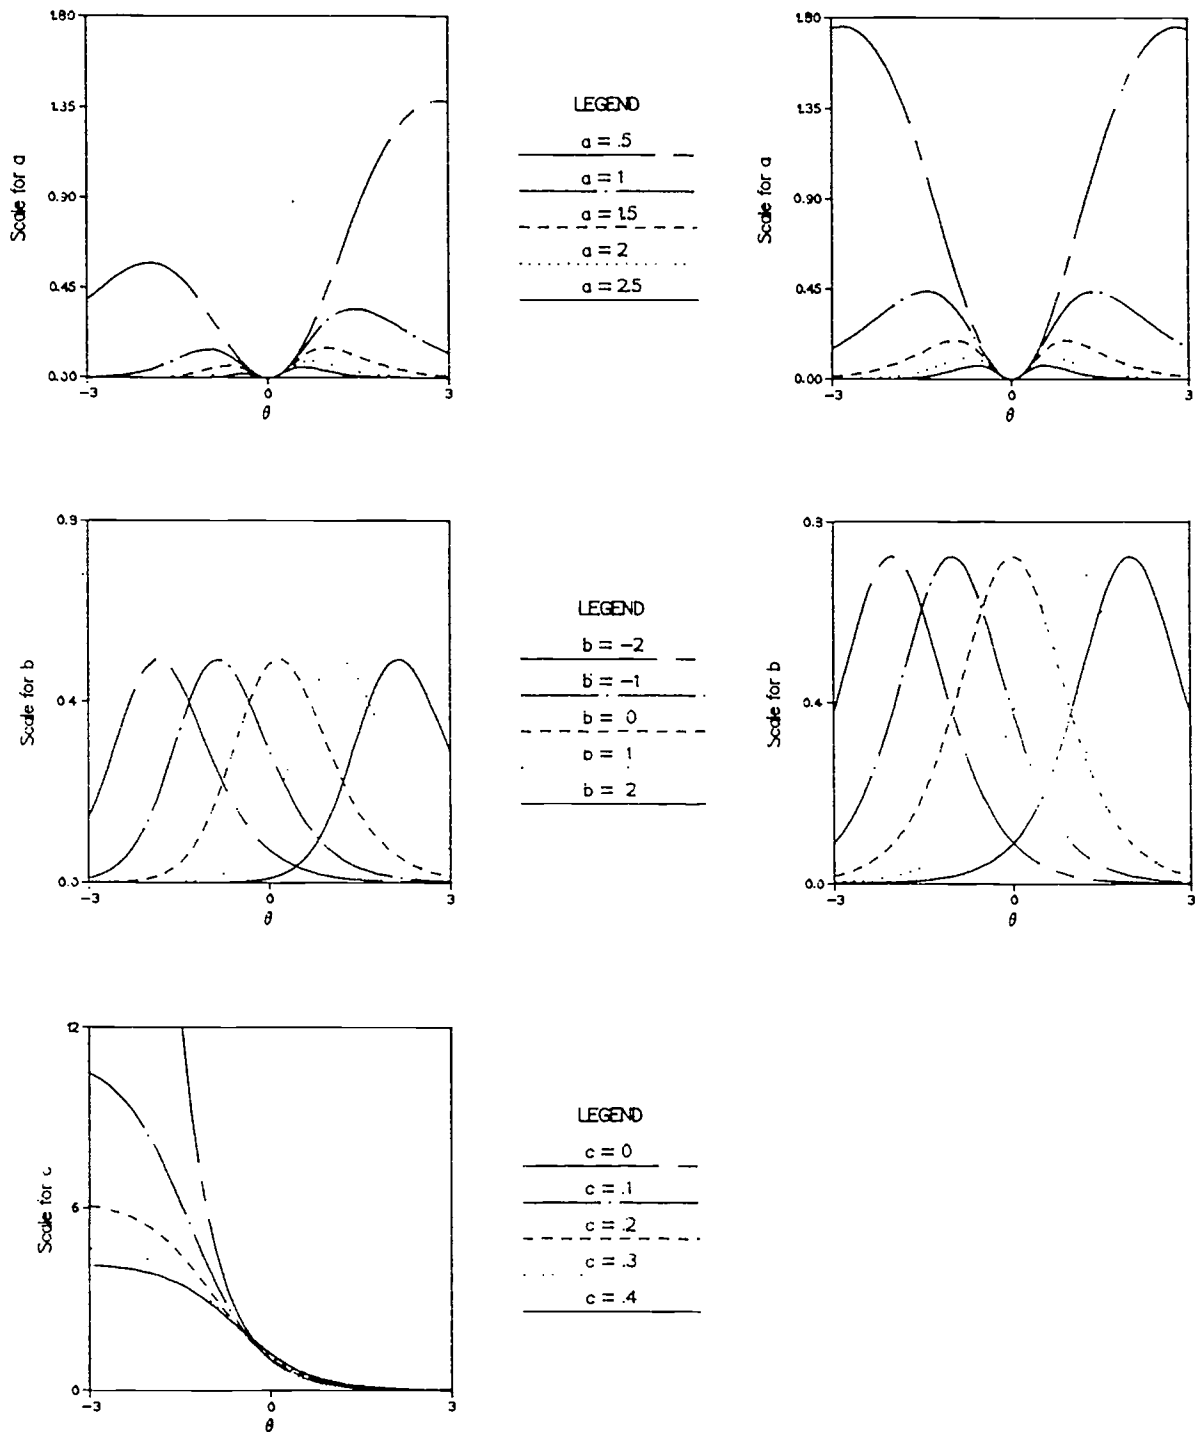 1.80
1.35
0.90
0.45
0.00
Scale for a
-3
0
3
θ
LEGEND
a = .5
a = 1
a = 1.5
a = 2
a = 2.5
1.80
1.35
0.90
0.45
0.00
Scale for a
-3
0
3
θ
0.9
0.4
0.0
Scale for b
-3
0
3
θ
LEGEND
b = -2
b = -1
b = 0
b = 1
b = 2
0.9
0.4
0.0
Scale for b
-3
0
3
θ
12
6
0
Scale for c
-3
0
3
θ
LEGEND
c = 0
c = .1
c = .2
c = .3
c = .4